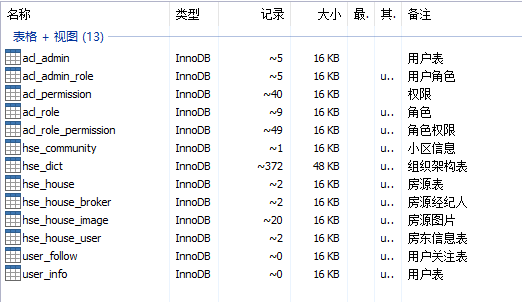 名称 类型 记录 大小 最. 其. 备注
表格 + 视图 (13)
acl_admin InnoDB ~5 16 KB 用户表
acl_admin_role InnoDB ~5 16 KB u.. 用户角色
acl_permission InnoDB ~40 16 KB 权限
acl_role InnoDB ~9 16 KB u.. 角色
acl_role_permission InnoDB ~49 16 KB u.. 角色权限
hse_community InnoDB ~1 16 KB u.. 小区信息
hse_dict InnoDB ~372 48 KB u.. 组织架构表
hse_house InnoDB ~2 16 KB u.. 房源表
hse_house_broker InnoDB ~2 16 KB u.. 房源经纪人
hse_house_image InnoDB ~20 16 KB u.. 房源图片
hse_house_user InnoDB ~2 16 KB u.. 房东信息表
user_follow InnoDB ~0 16 KB u.. 用户关注表
user_info InnoDB ~0 16 KB u.. 用户表